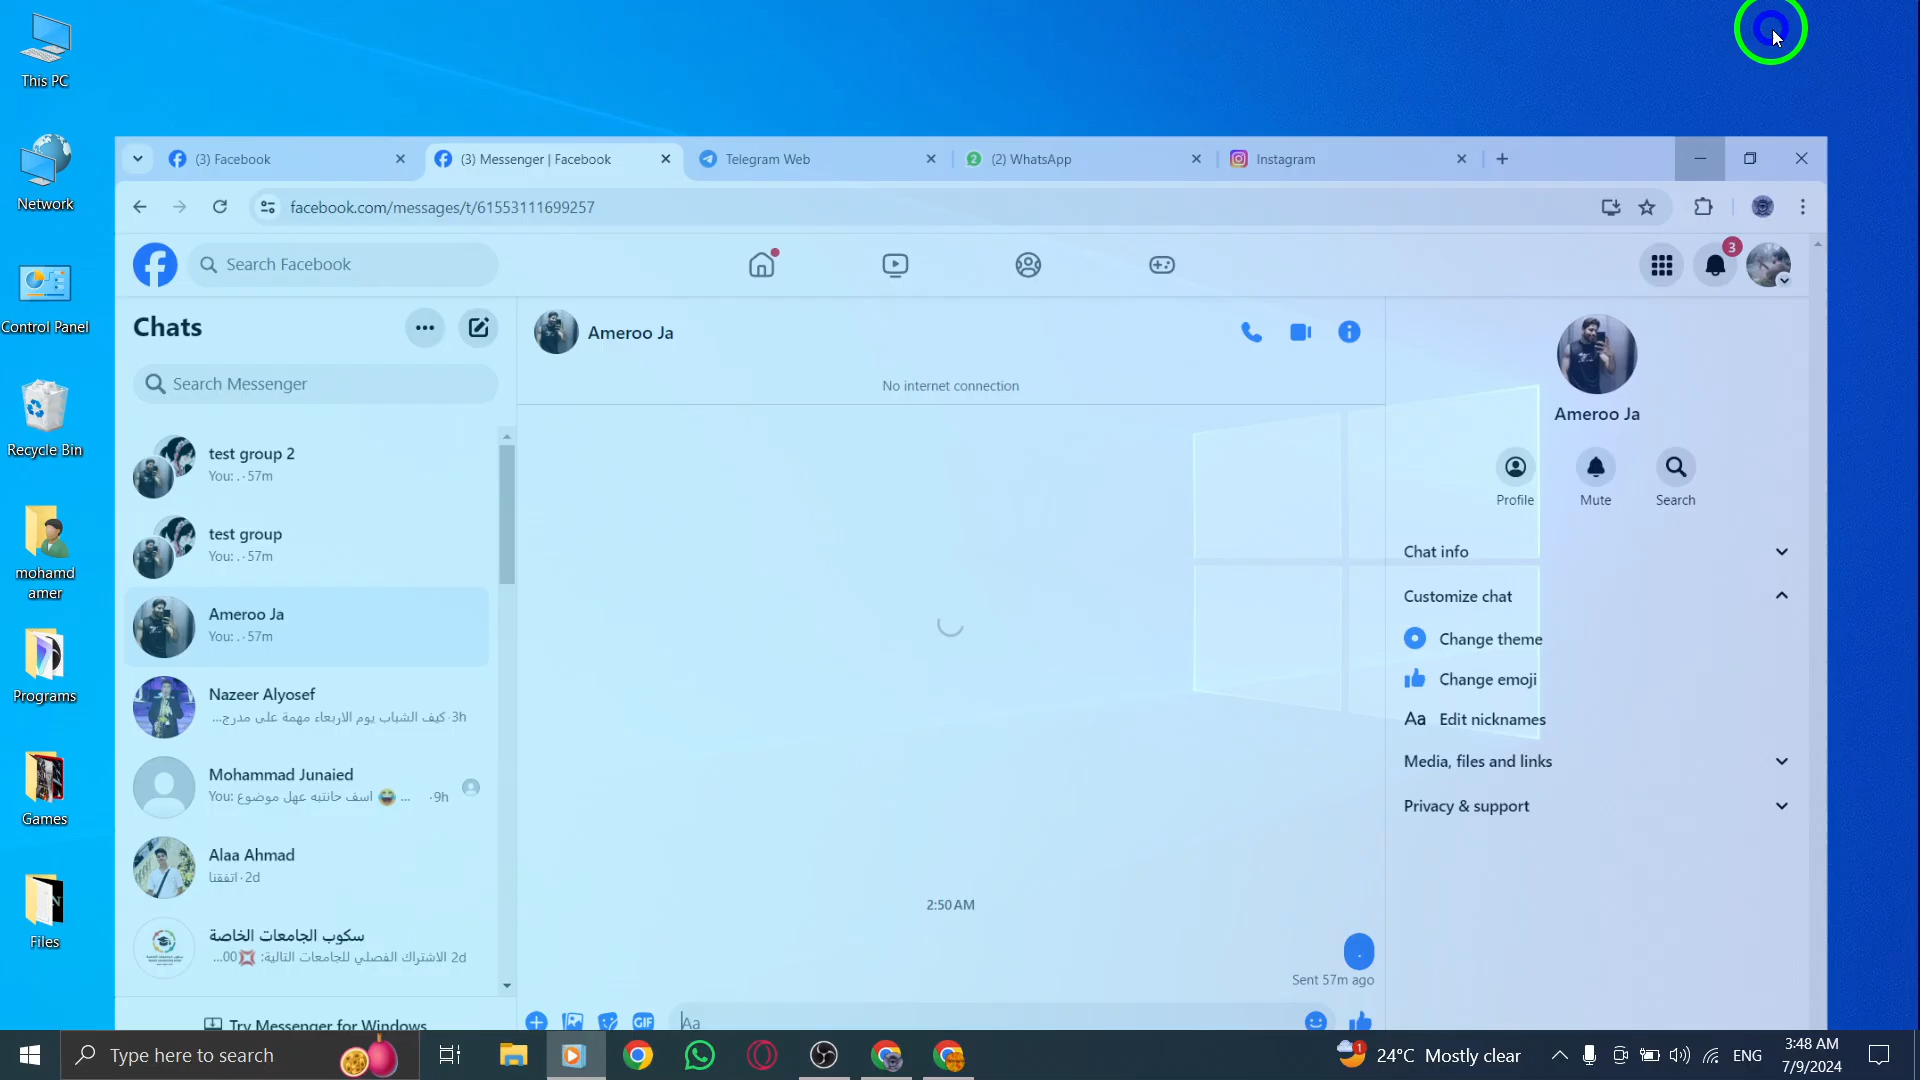 This PC
Network
Control Panel
Recycle Bin
mohamd
amer
Programs
Games
Files
(3) Facebook
(3) Messenger | Facebook
Telegram Web
2
(2) WhatsApp
Instagram
facebook.com/messages/t/61553111699257
Search Facebook
3
Chats
Search Messenger
test group 2
You: . · 57m
test group
You: . · 57m
Ameroo Ja
You: . · 57m
Nazeer Alyosef
كيف الشباب يوم الاربعاء مهمة على مدرج... · 3h
Mohammad Junaied
You: اسف حانتبه عهل موضوع 😅 ... · 9h
Alaa Ahmad
اتفقنا · 2d
سكوب الجامعات الخاصة
💢 الاشتراك الفصلي للجامعات التالية: 00... 2d
Try Messenger for Windows
Ameroo Ja
No internet connection
2:50 AM
.
Sent 57m ago
GIF
Aa
Ameroo Ja
Profile
Mute
Search
Chat info
Customize chat
Change theme
Change emoji
Aa Edit nicknames
Media, files and links
Privacy & support
Type here to search
1
24°C Mostly clear
ENG
3:48 AM
7/9/2024